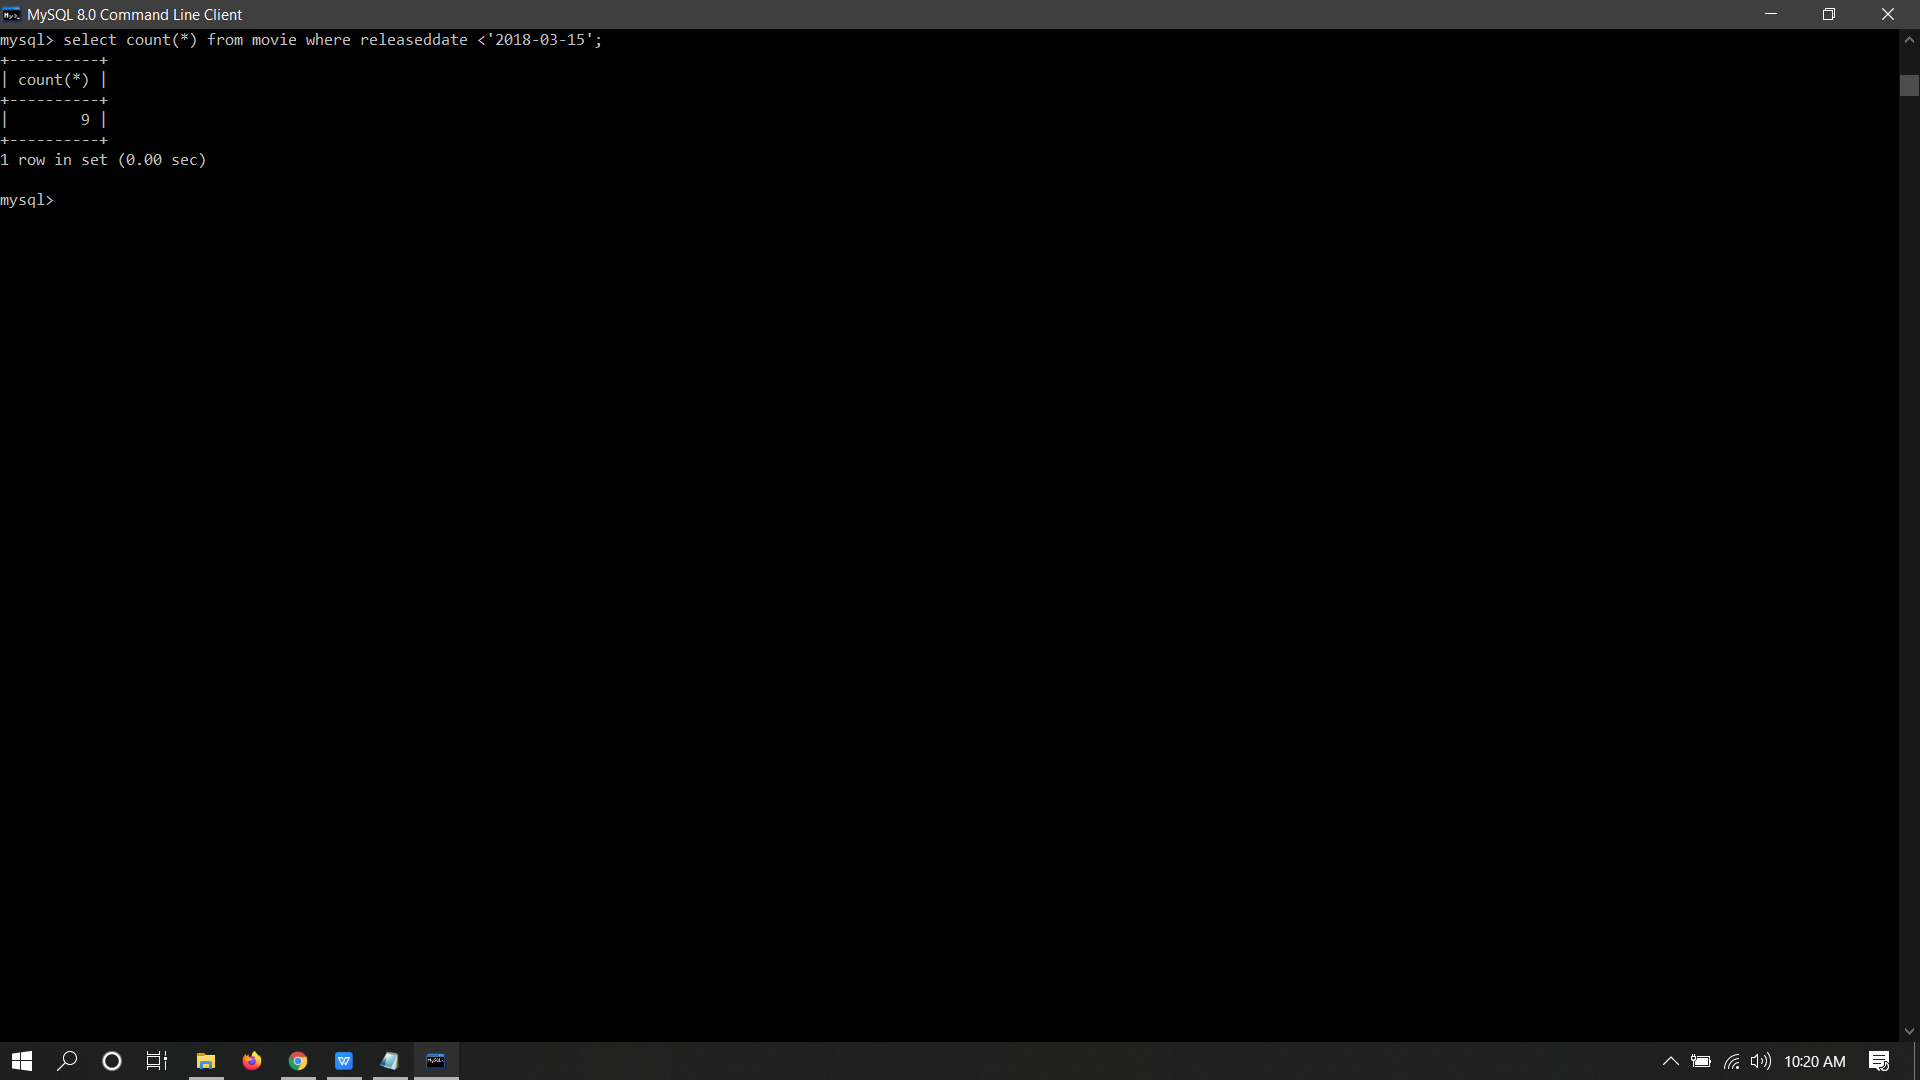 MySQL 8.0 Command Line Client
mysql> select count(*) from movie where releaseddate <'2018-03-15';
+----------+
| count(*) |
+----------+
|        9 |
+----------+
1 row in set (0.00 sec)
mysql>
10:20 AM